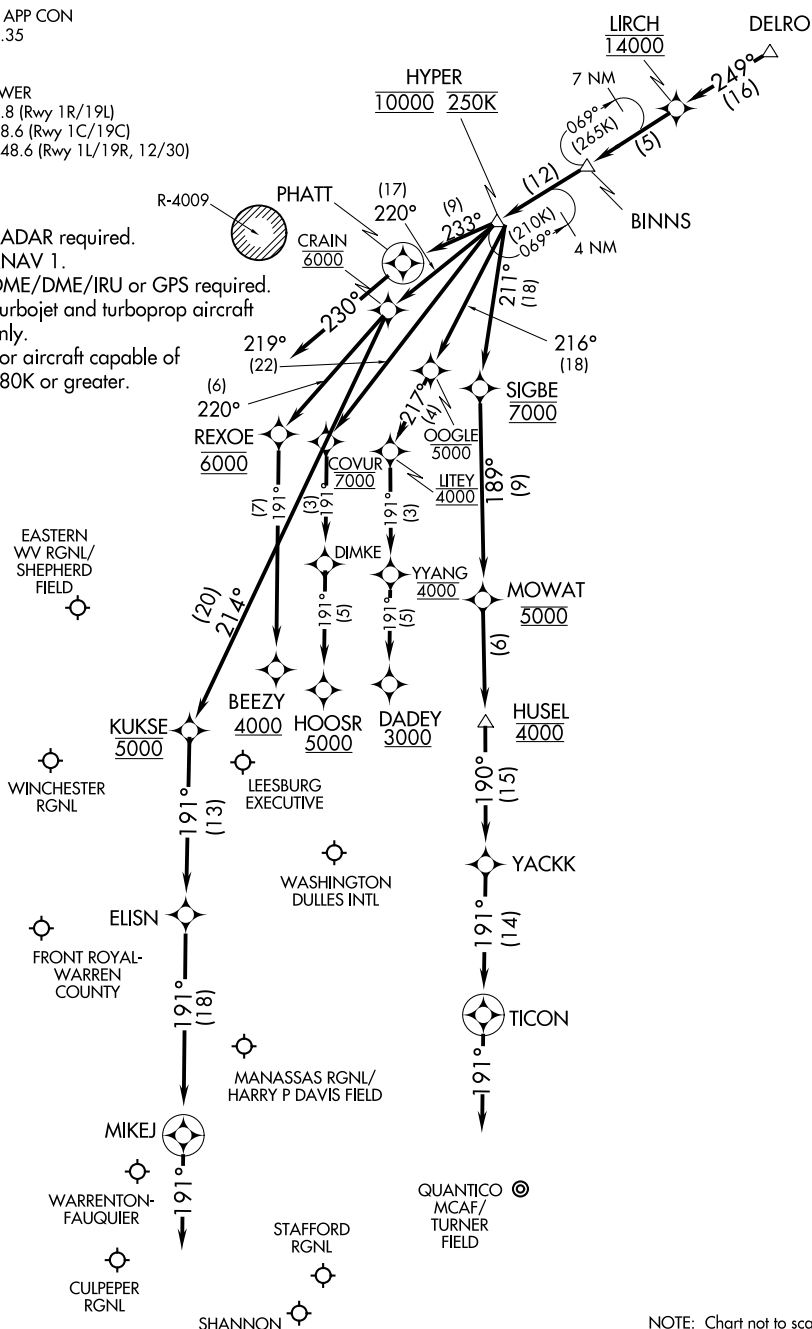 APP CON
.35
WER
.8 (Rwy 1R/19L)
8.6 (Rwy 1C/19C)
48.6 (Rwy 1L/19R, 12/30)
LIRCH
14000
DELRO
249°
(16)
HYPER
10000 250K
7 NM
069°
(265K)
(5)
(12)
BINNS
(210K)
069°
4 NM
R-4009
PHATT
(17)
220°
(9)
233°
CRAIN
6000
ADAR required.
NAV 1.
DME/DME/IRU or GPS required.
urbojet and turboprop aircraft
nly.
or aircraft capable of
80K or greater.
230°
211°
(18)
219°
(22)
216°
(18)
(6)
220°
217°
(4)
OOGLE
5000
SIGBE
7000
REXOE
6000
COVUR
7000
LITEY
4000
189°
(9)
(7)
191°
(3)
191°
191°
(3)
DIMKE
YYANG
4000
MOWAT
5000
EASTERN
WV RGNL/
SHEPHERD
FIELD
(20)
214°
191°
(5)
191°
(5)
(6)
BEEZY
4000
HOOSR
5000
DADEY
3000
HUSEL
4000
KUKSE
5000
WINCHESTER
RGNL
LEESBURG
EXECUTIVE
190°
(15)
191°
(13)
WASHINGTON
DULLES INTL
YACKK
ELISN
191°
(14)
FRONT ROYAL-
WARREN
COUNTY
191°
(18)
TICON
MANASSAS RGNL/
HARRY P DAVIS FIELD
191°
MIKEJ
WARRENTON-
FAUQUIER
191°
QUANTICO
MCAF/
TURNER
FIELD
STAFFORD
RGNL
CULPEPER
RGNL
SHANNON
NOTE: Chart not to sca